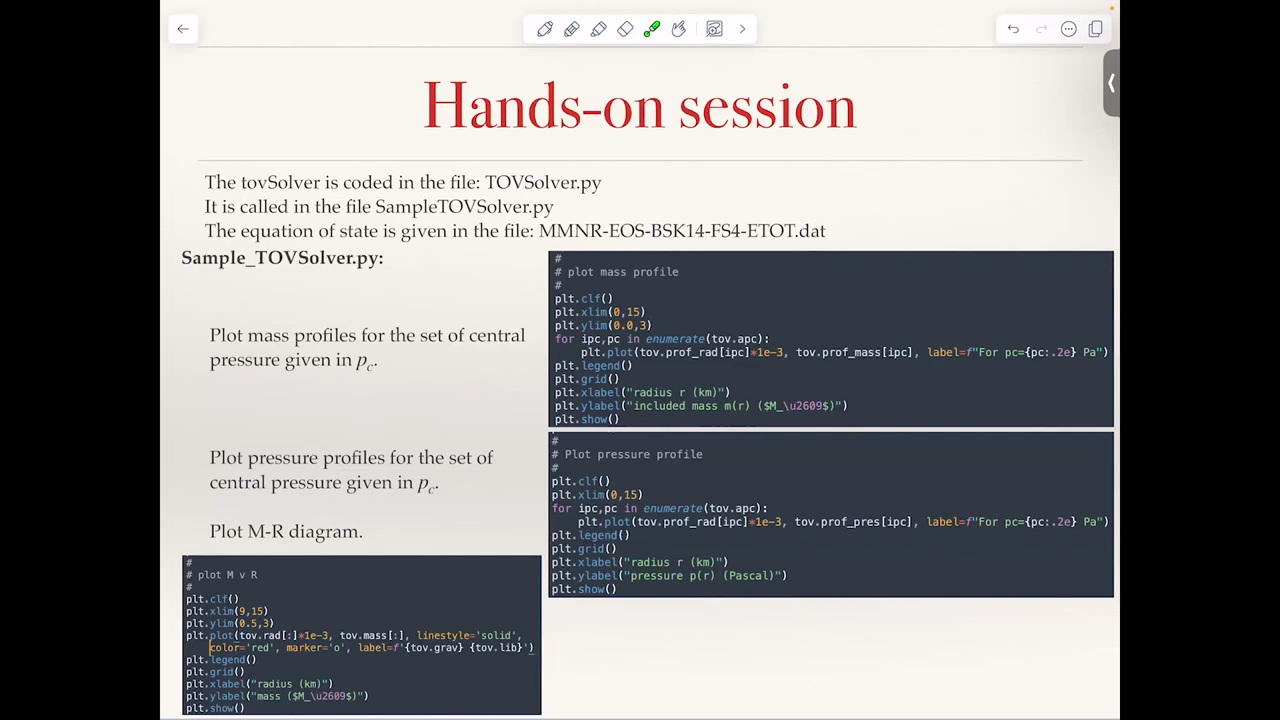 Hands-on session
The tovSolver is coded in the file: TOVSolver.py
It is called in the file SampleTOVSolver.py
The equation of state is given in the file: MMNR-EOS-BSK14-FS4-ETOT.dat
Sample_TOVSolver.py:
Plot mass profiles for the set of central
pressure given in pc.
#
# plot mass profile
#
plt.clf()
plt.xlim(0,15)
plt.ylim(0.0,3)
for ipc,pc in enumerate(tov.apc):
    plt.plot(tov.prof_rad[ipc]*1e-3, tov.prof_mass[ipc], label=f"For pc={pc:.2e} Pa")
plt.legend()
plt.grid()
plt.xlabel("radius r (km)")
plt.ylabel("included mass m(r) ($M_\u2609$)")
plt.show()
Plot pressure profiles for the set of
central pressure given in pc.
#
# Plot pressure profile
#
plt.clf()
plt.xlim(0,15)
for ipc,pc in enumerate(tov.apc):
    plt.plot(tov.prof_rad[ipc]*1e-3, tov.prof_pres[ipc], label=f"For pc={pc:.2e} Pa")
plt.legend()
plt.grid()
plt.xlabel("radius r (km)")
plt.ylabel("pressure p(r) (Pascal)")
plt.show()
Plot M-R diagram.
#
# plot M v R
#
plt.clf()
plt.xlim(9,15)
plt.ylim(0.5,3)
plt.plot(tov.rad[:]*1e-3, tov.mass[:], linestyle='solid',
    color='red', marker='o', label=f'{tov.grav} {tov.lib}')
plt.legend()
plt.grid()
plt.xlabel("radius (km)")
plt.ylabel("mass ($M_\u2609$)")
plt.show()